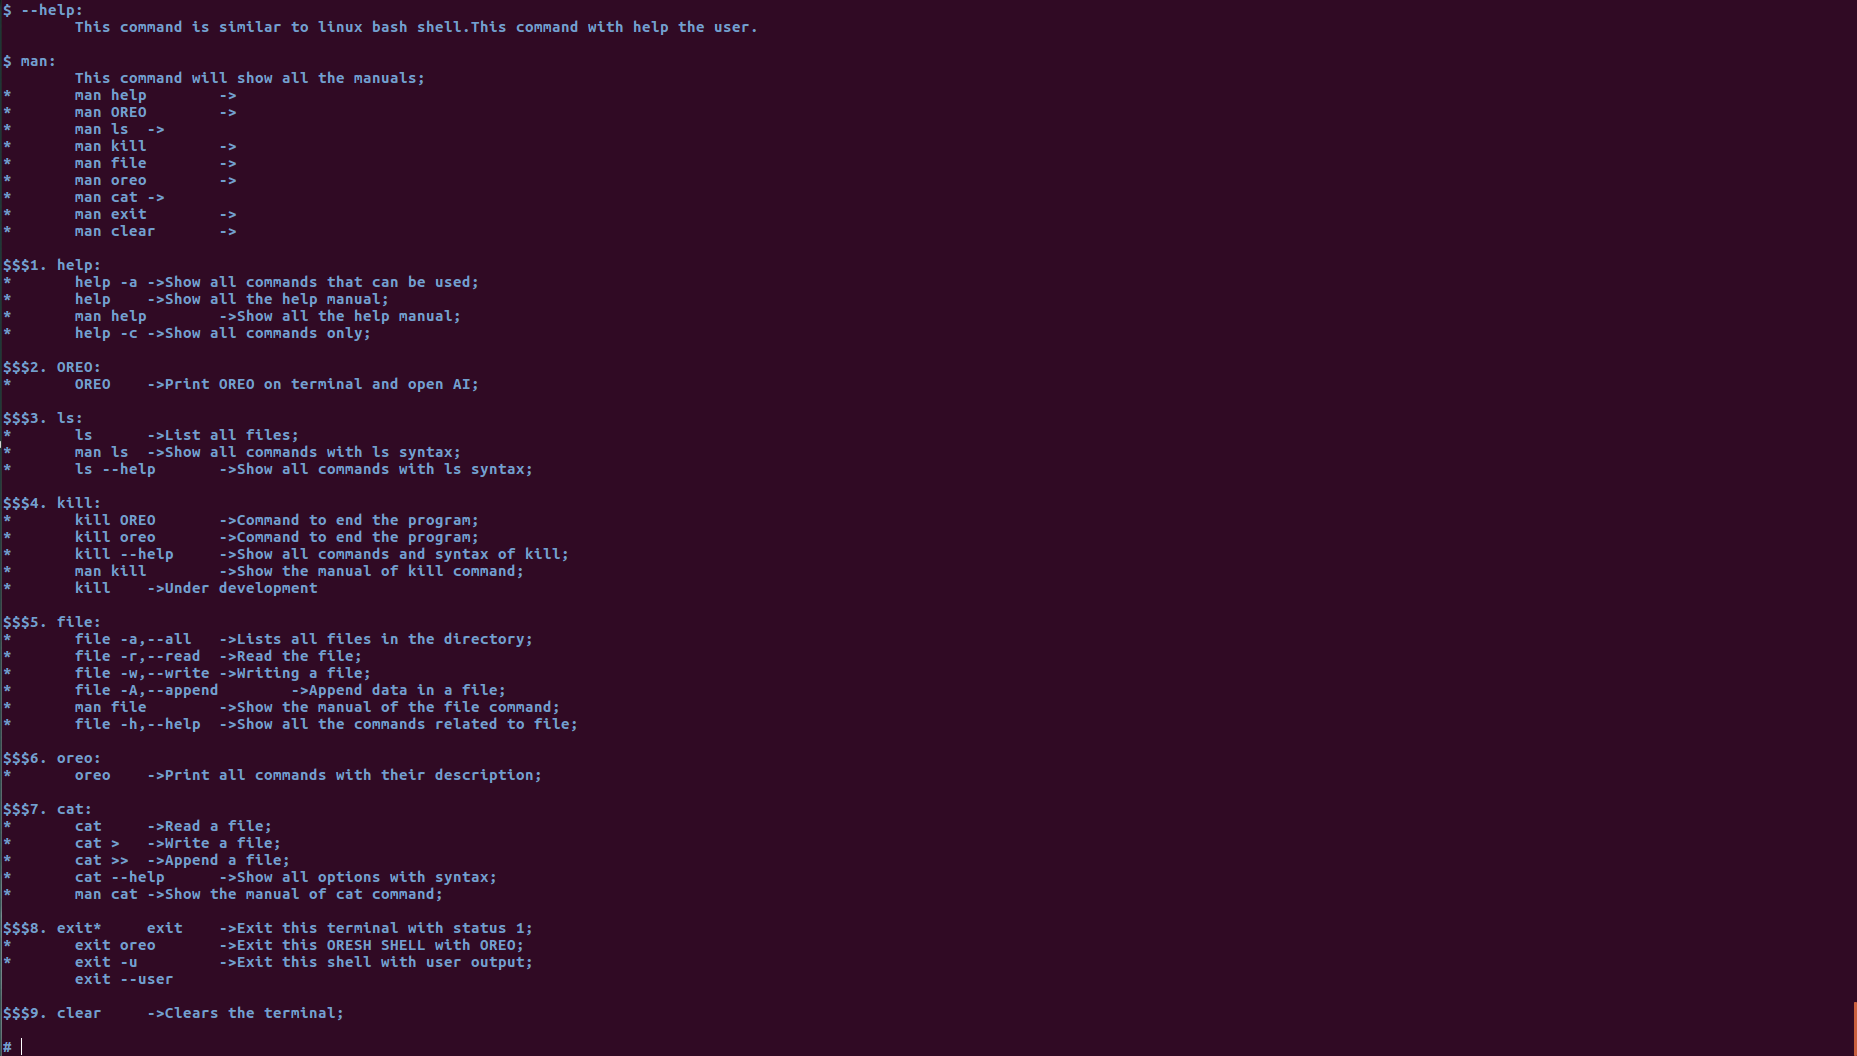 $ --help:
This command is similar to linux bash shell.This command with help the user.
$ man:
This command will show all the manuals;
* man help ->
* man OREO ->
* man ls ->
* man kill ->
* man file ->
* man oreo ->
* man cat ->
* man exit ->
* man clear ->
$$$1. help:
* help -a ->Show all commands that can be used;
* help ->Show all the help manual;
* man help ->Show all the help manual;
* help -c ->Show all commands only;
$$$2. OREO:
* OREO ->Print OREO on terminal and open AI;
$$$3. ls:
* ls ->List all files;
* man ls ->Show all commands with ls syntax;
* ls --help ->Show all commands with ls syntax;
$$$4. kill:
* kill OREO ->Command to end the program;
* kill oreo ->Command to end the program;
* kill --help ->Show all commands and syntax of kill;
* man kill ->Show the manual of kill command;
* kill ->Under development
$$$5. file:
* file -a,--all ->Lists all files in the directory;
* file -r,--read ->Read the file;
* file -w,--write ->Writing a file;
* file -A,--append ->Append data in a file;
* man file ->Show the manual of the file command;
* file -h,--help ->Show all the commands related to file;
$$$6. oreo:
* oreo ->Print all commands with their description;
$$$7. cat:
* cat ->Read a file;
* cat > ->Write a file;
* cat >> ->Append a file;
* cat --help ->Show all options with syntax;
* man cat ->Show the manual of cat command;
$$$8. exit* exit ->Exit this terminal with status 1;
* exit oreo ->Exit this ORESH SHELL with OREO;
* exit -u ->Exit this shell with user output;
exit --user
$$$9. clear ->Clears the terminal;
#